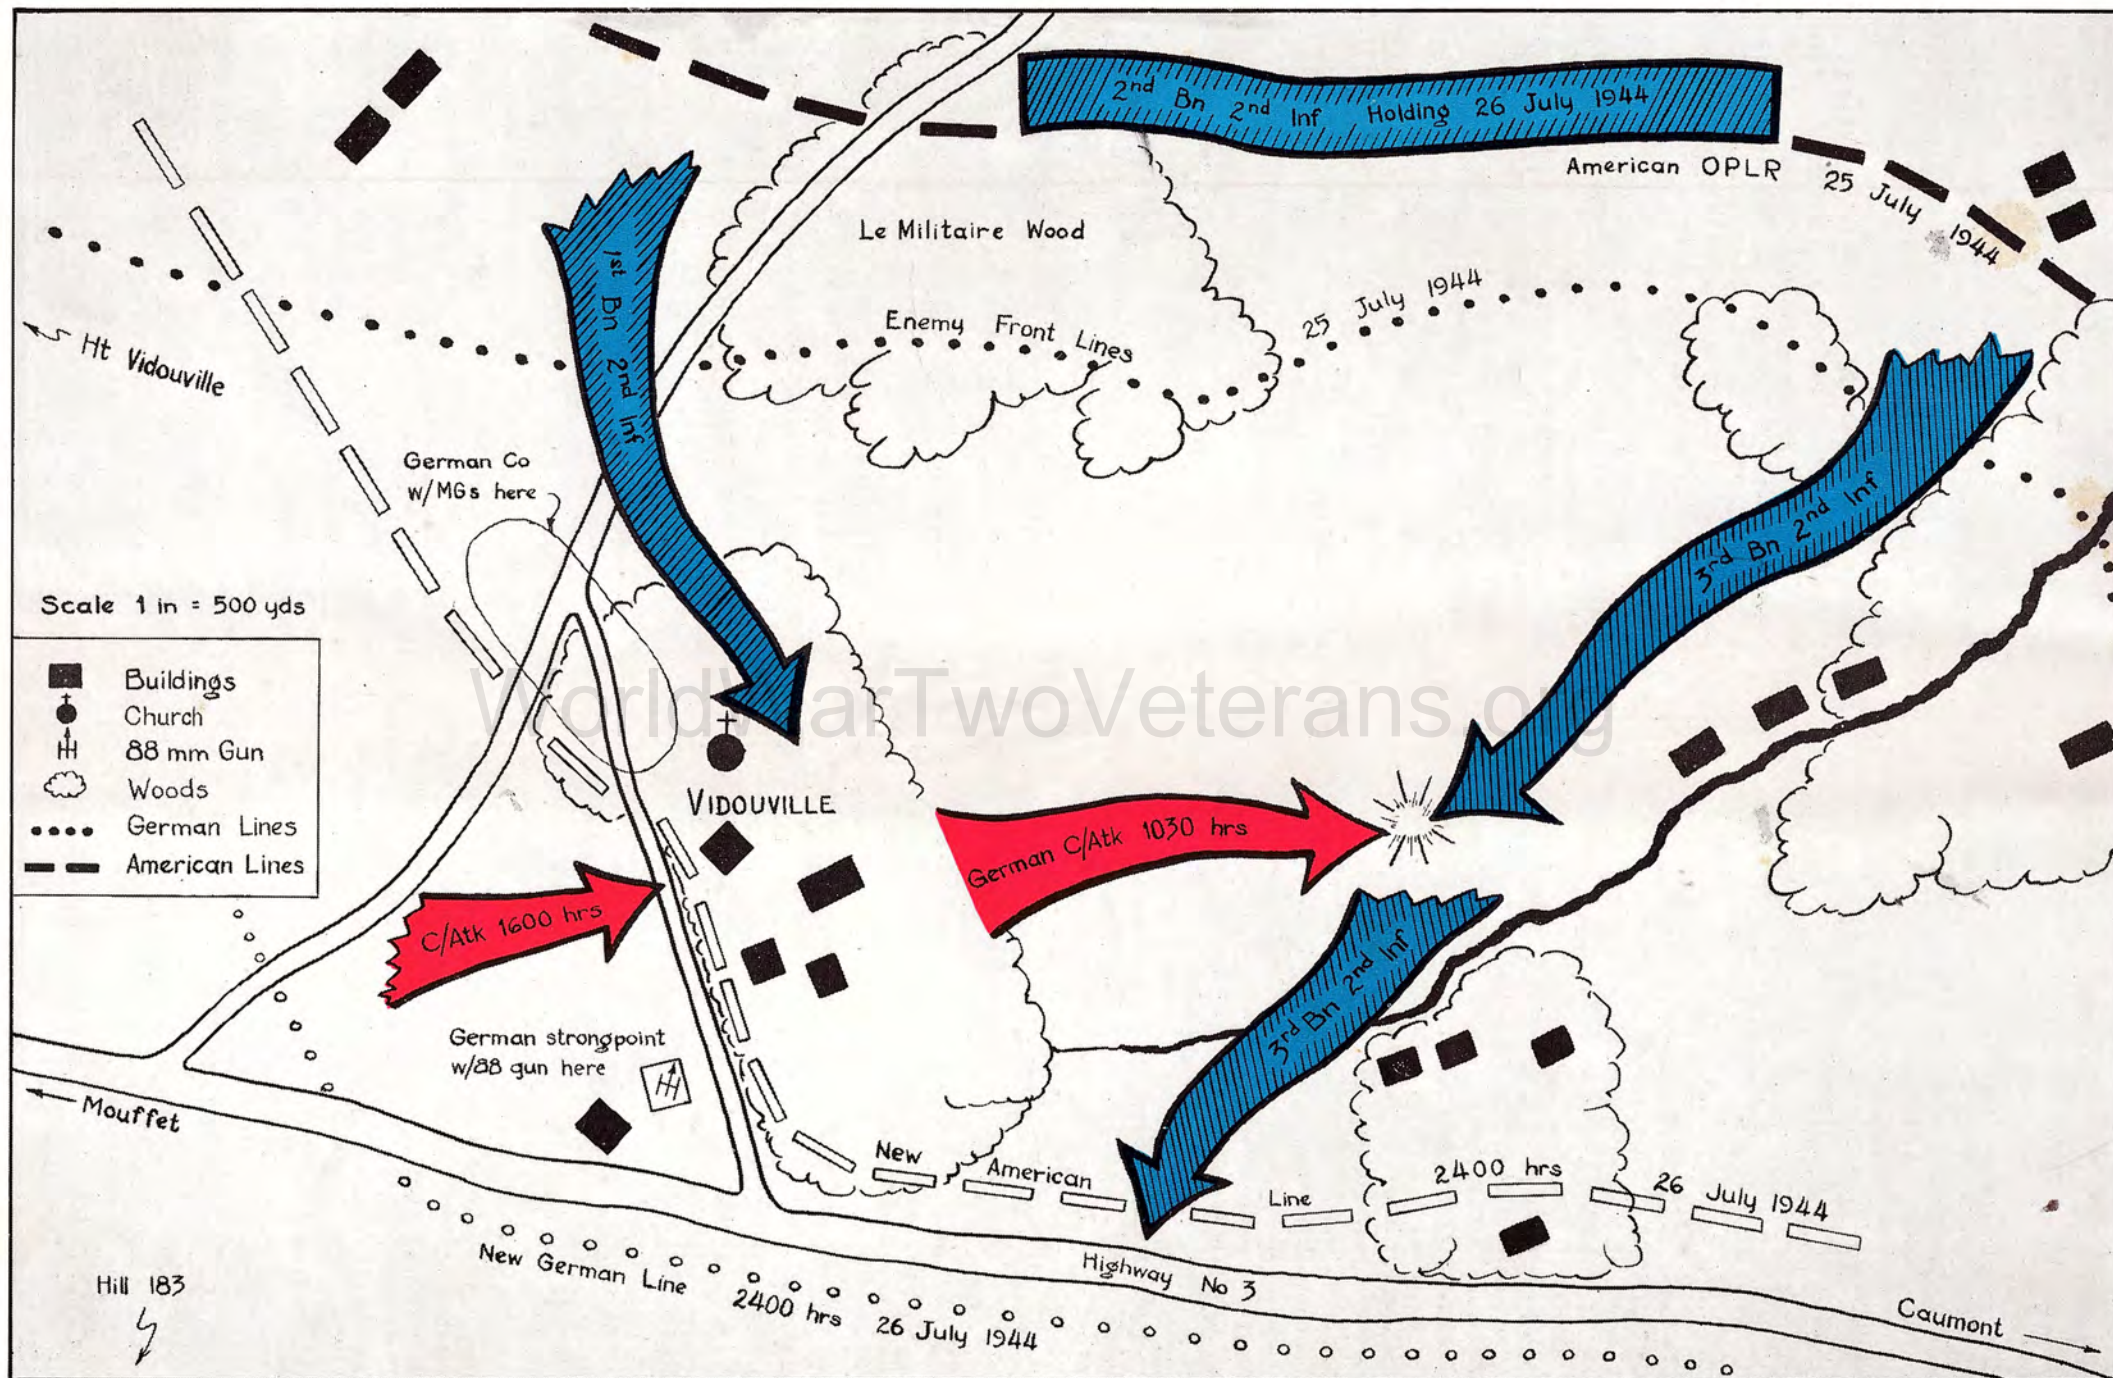 2nd Bn 2nd Inf Holding 26 July 1944
American OPLR
25 July 1944
Le Militaire Wood
1st Bn 2nd Inf
Enemy Front Lines
25 July 1944
Ht Vidouville
German Co
w/MGs here
3rd Bn 2nd Inf
Scale 1 in = 500 yds
Buildings
Church
88 mm Gun
Woods
German Lines
American Lines
WorldWarTwoVeterans.org
VIDOUVILLE
German C/Atk 1030 hrs
C/Atk 1600 hrs
3rd Bn 2nd Inf
German strongpoint
w/88 gun here
Mouffet
New American Line 2400 hrs 26 July 1944
New German Line 2400 hrs 26 July 1944
Highway No 3
Hill 183
Caumont